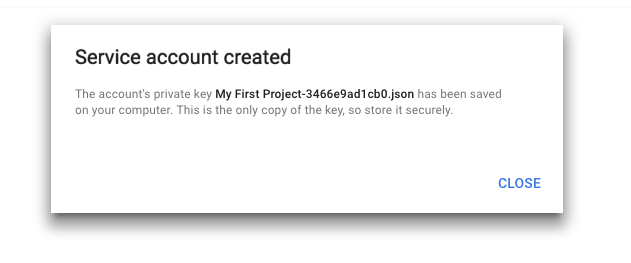 Service account created
The account's private key My First Project-3466e9ad1cb0.json has been saved
on your computer. This is the only copy of the key, so store it securely.
CLOSE